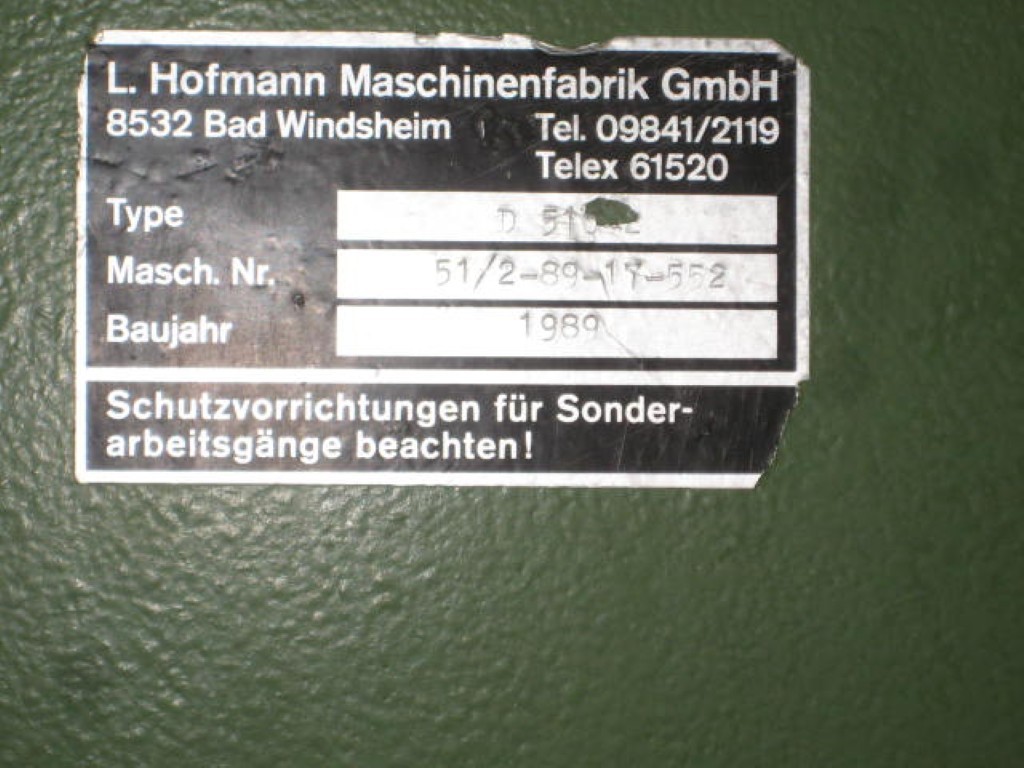 L. Hofmann Maschinenfabrik GmbH
8532 Bad Windsheim Tel. 09841/2119
Telex 61520
Type D
Masch. Nr. 51/2-89-17-552
Baujahr 1989
Schutzvorrichtungen für Sonder-
arbeitsgänge beachten!